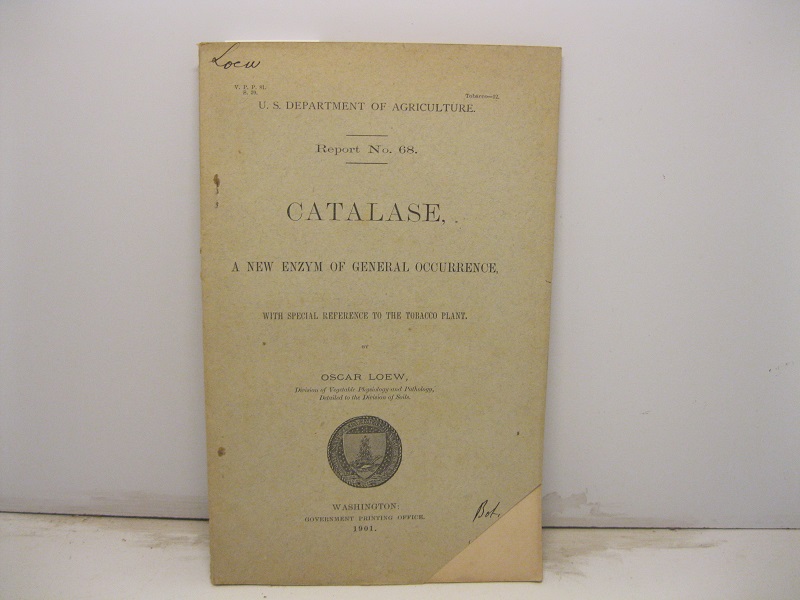 Loew
V. P. P. 81.
Tobacco—
U. S. DEPARTMENT OF AGRICULTURE.
Report No. 68.
CATALASE,
A NEW ENZYM OF GENERAL OCCURRENCE,
WITH SPECIAL REFERENCE TO THE TOBACCO PLANT.
BY
OSCAR LOEW,
Division of Vegetable Physiology and Pathology,
Detailed to the Division of Soils.
WASHINGTON:
GOVERNMENT PRINTING OFFICE.
1901.
Bot.